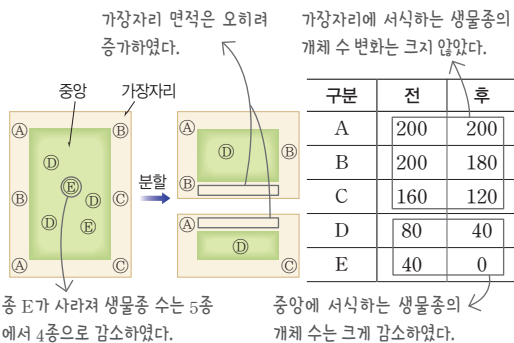 가장자리 면적은 오히려
증가하였다.
가장자리에 서식하는 생물종의
개체 수 변화는 크지 않았다.
중앙 가장자리
Ⓐ Ⓑ
Ⓓ
Ⓔ
Ⓑ Ⓓ Ⓒ
Ⓓ Ⓔ
Ⓐ Ⓒ
분할
Ⓐ Ⓓ Ⓑ
Ⓑ
Ⓓ
Ⓐ Ⓒ
구분 전 후
A 200 200
B 200 180
C 160 120
D 80 40
E 40 0
종 E가 사라져 생물종 수는 5종
에서 4종으로 감소하였다.
중앙에 서식하는 생물종의
개체 수는 크게 감소하였다.